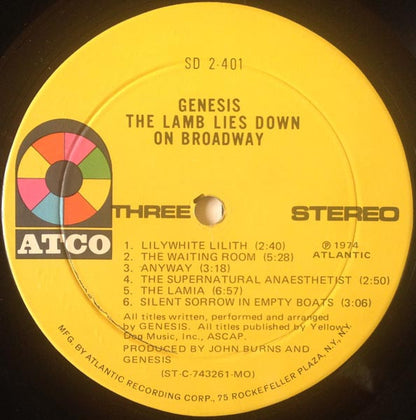 SD 2-401
GENESIS
THE LAMB LIES DOWN
ON BROADWAY
ATCO
THREE
STEREO
1. LILYWHITE LILITH (2:40)
2. THE WAITING ROOM (5:28)
3. ANYWAY (3:18)
4. THE SUPERNATURAL ANAESTHETIST (2:50)
5. THE LAMIA (6:57)
6. SILENT SORROW IN EMPTY BOATS (3:06)
℗ 1974
ATLANTIC
All titles written, performed and arranged
by GENESIS. All titles published by Yellow
Dog Music, Inc., ASCAP.
PRODUCED BY JOHN BURNS AND
GENESIS
(ST-C-743261-MO)
MFG. BY ATLANTIC RECORDING CORP., 75 ROCKEFELLER PLAZA, N.Y., N.Y.